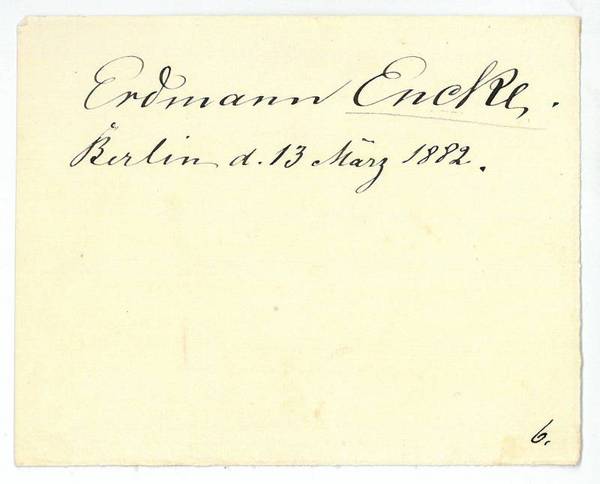 Erdmann Encke.
Berlin d. 13 März 1882.
6.